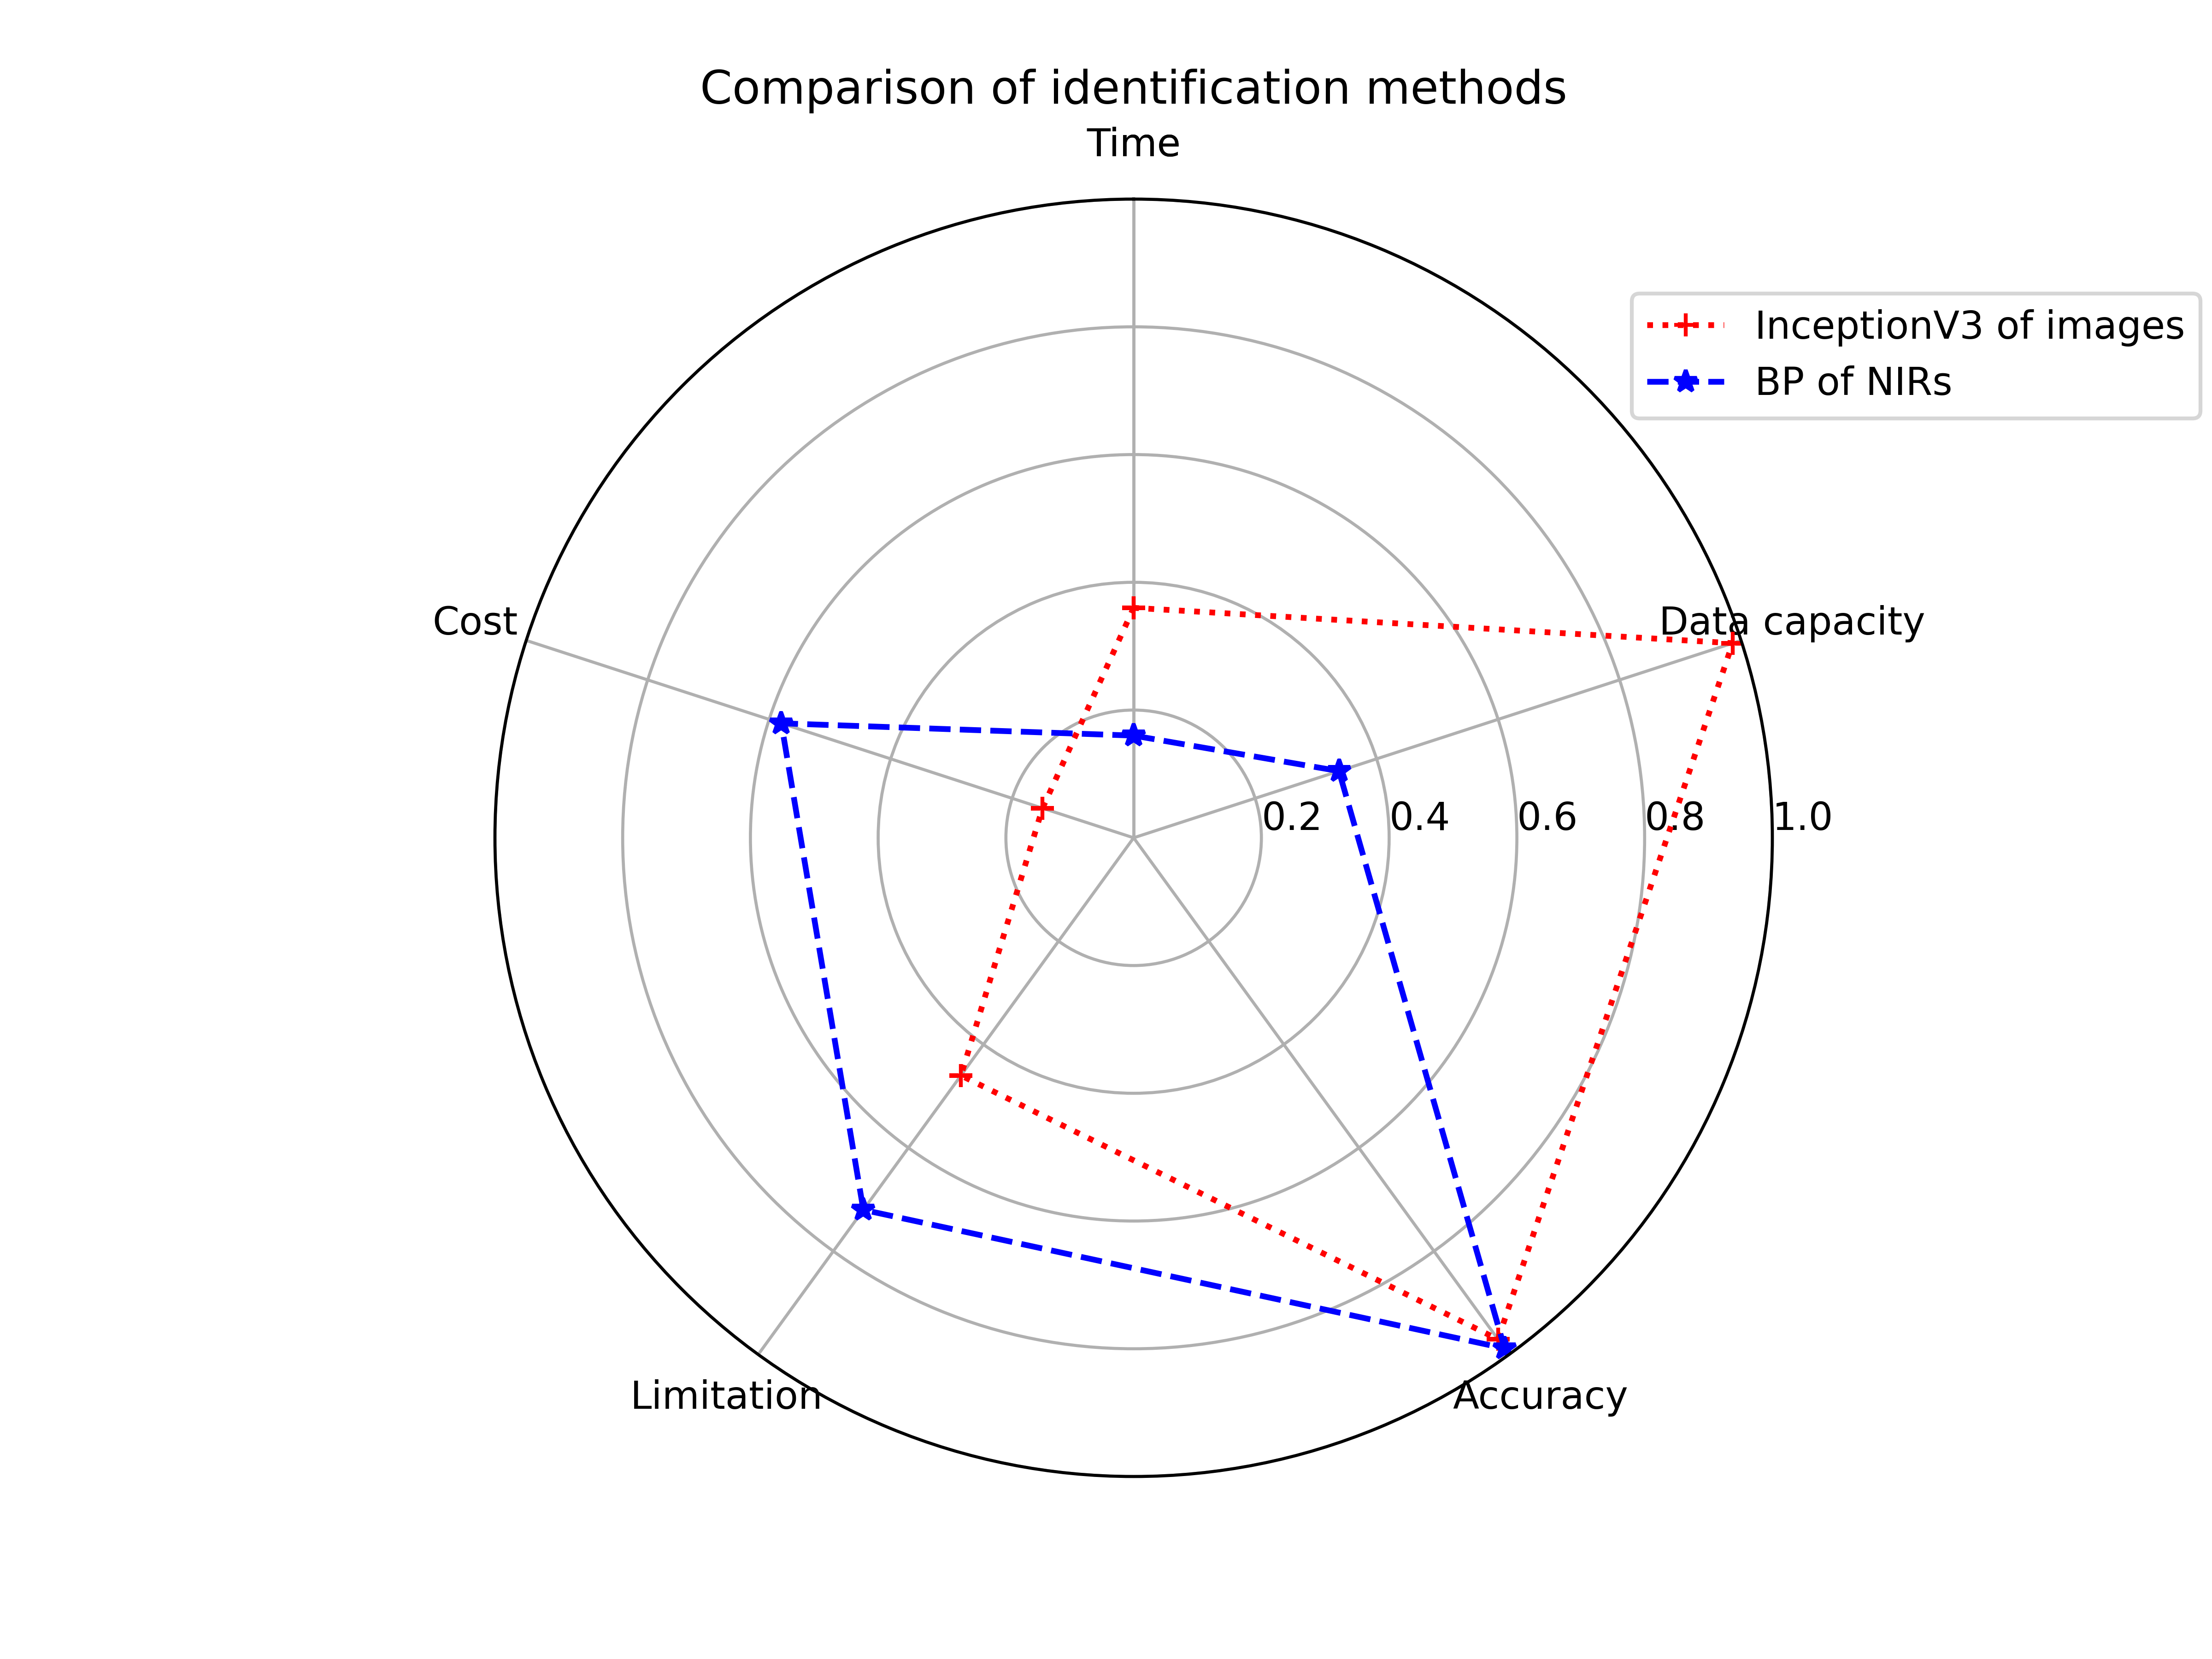 Comparison of identification methods
Time
InceptionV3 of images
BP of NIRs
Cost
Data capacity
0.2 0.4 0.6 0.8 1.0
Limitation
Accuracy